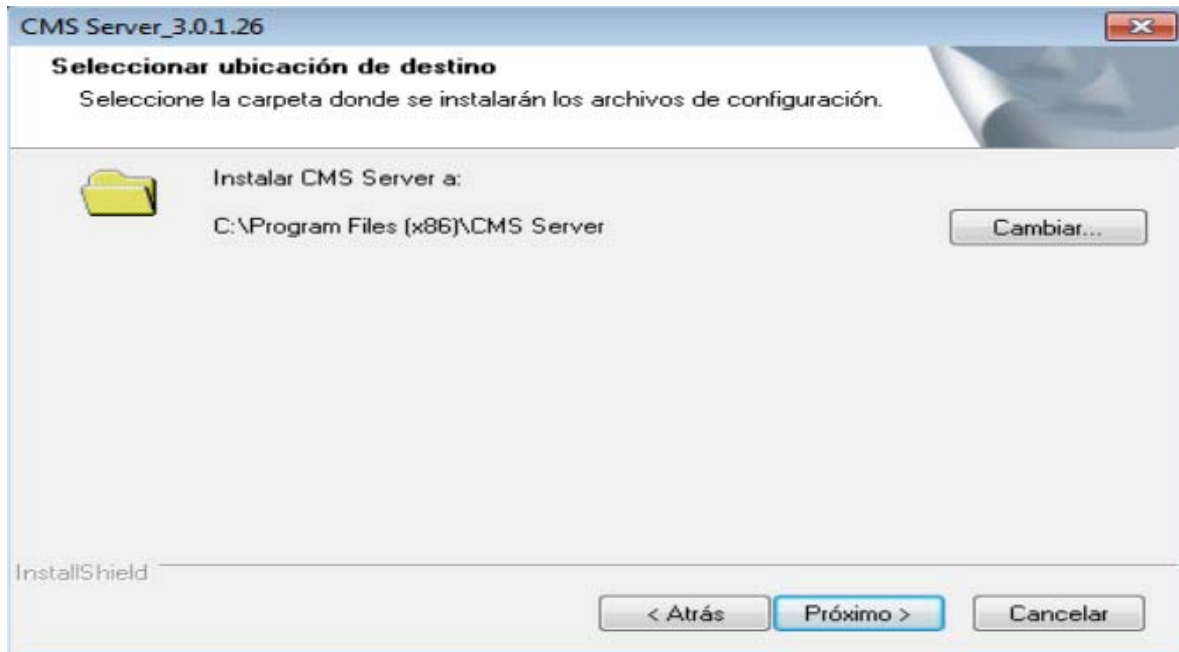 CMS Server_3.0.1.26
Seleccionar ubicación de destino
Seleccione la carpeta donde se instalarán los archivos de configuración.
Instalar CMS Server a:
C:\Program Files (x86)\CMS Server
Cambiar...
InstallShield
< Atrás
Próximo >
Cancelar